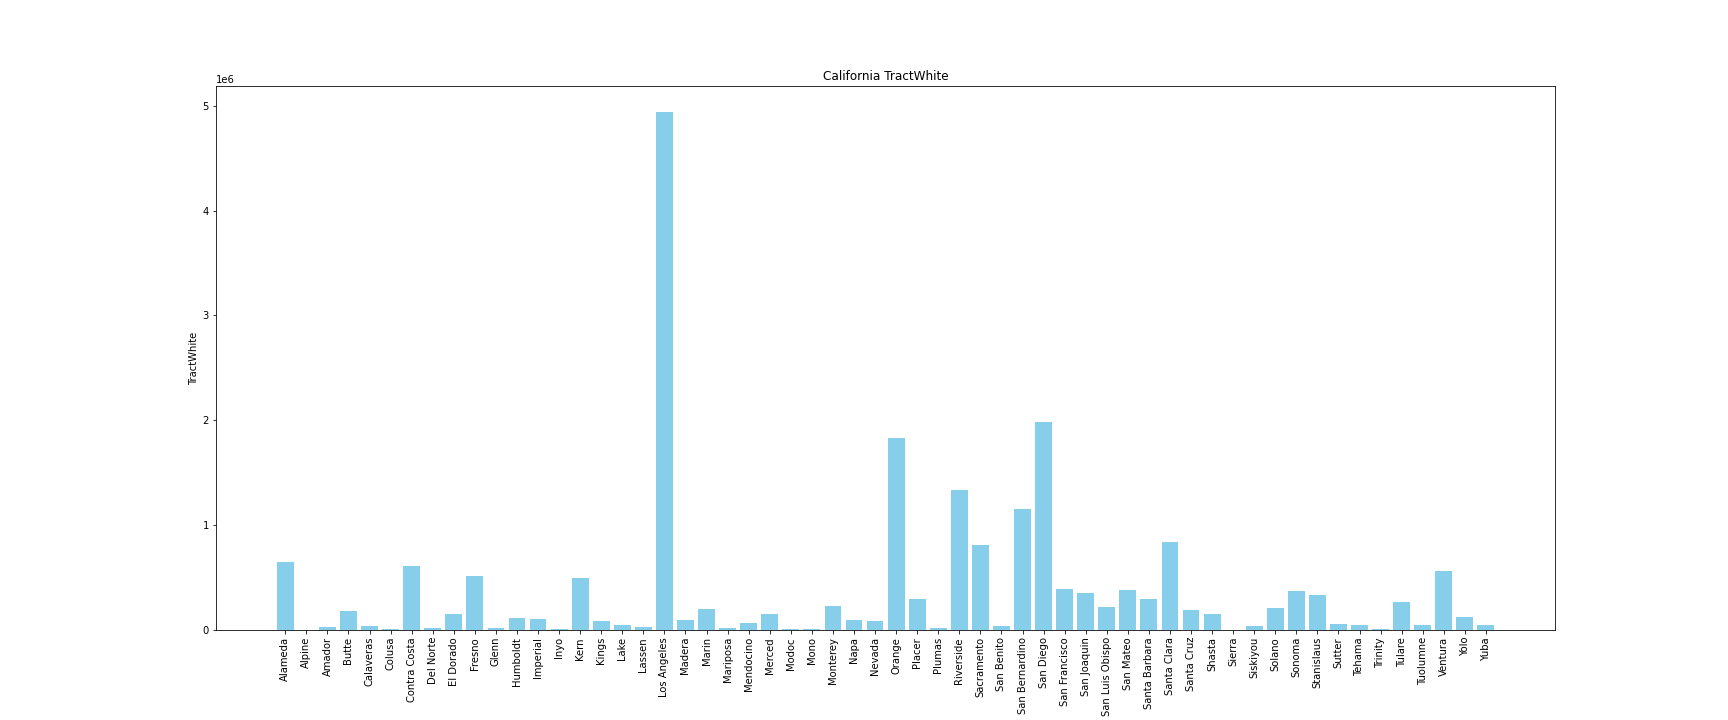 California TractWhite
1e6
5
4
3
2
1
0
TractWhite
Alameda
Alpine
Amador
Butte
Calaveras
Colusa
Contra Costa
Del Norte
El Dorado
Fresno
Glenn
Humboldt
Imperial
Inyo
Kern
Kings
Lake
Lassen
Los Angeles
Madera
Marin
Mariposa
Mendocino
Merced
Modoc
Mono
Monterey
Napa
Nevada
Orange
Placer
Plumas
Riverside
Sacramento
San Benito
San Bernardino
San Diego
San Francisco
San Joaquin
San Luis Obispo
San Mateo
Santa Barbara
Santa Clara
Santa Cruz
Shasta
Sierra
Siskiyou
Solano
Sonoma
Stanislaus
Sutter
Tehama
Trinity
Tulare
Tuolumne
Ventura
Yolo
Yuba